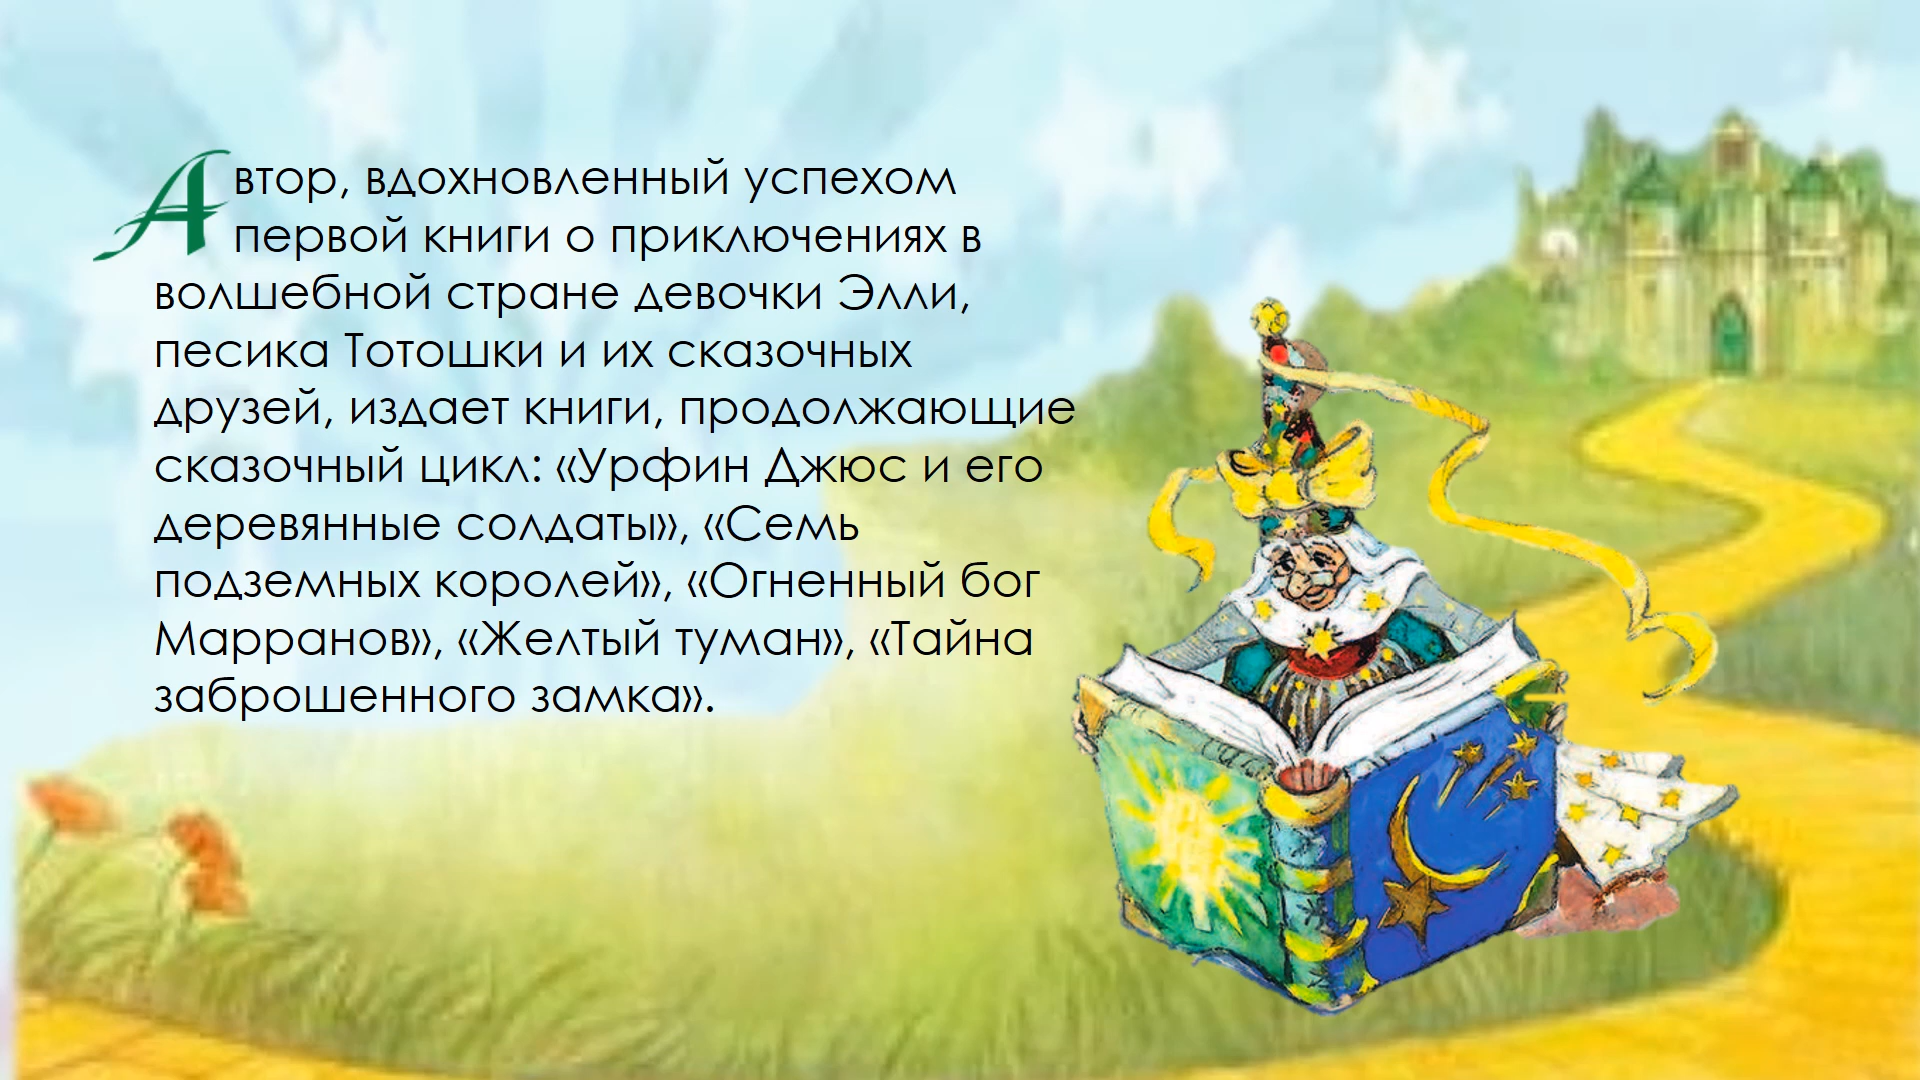 Автор, вдохновленный успехом
первой книги о приключениях в
волшебной стране девочки Элли,
песика Тотошки и их сказочных
друзей, издает книги, продолжающие
сказочный цикл: «Урфин Джюс и его
деревянные солдаты», «Семь
подземных королей», «Огненный бог
Марранов», «Желтый туман», «Тайна
заброшенного замка».